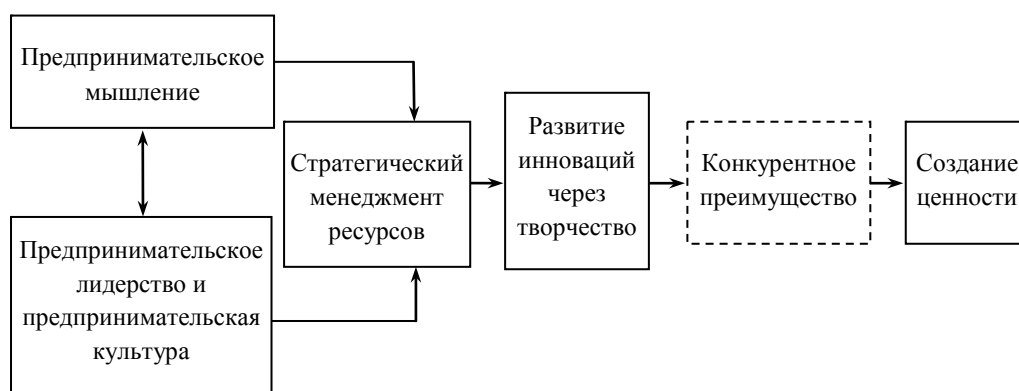 Предпринимательское
мышление
Предпринимательское
лидерство и
предпринимательская
культура
Стратегический
менеджмент
ресурсов
Развитие
инноваций
через
творчество
Конкурентное
преимущество
Создание
ценности